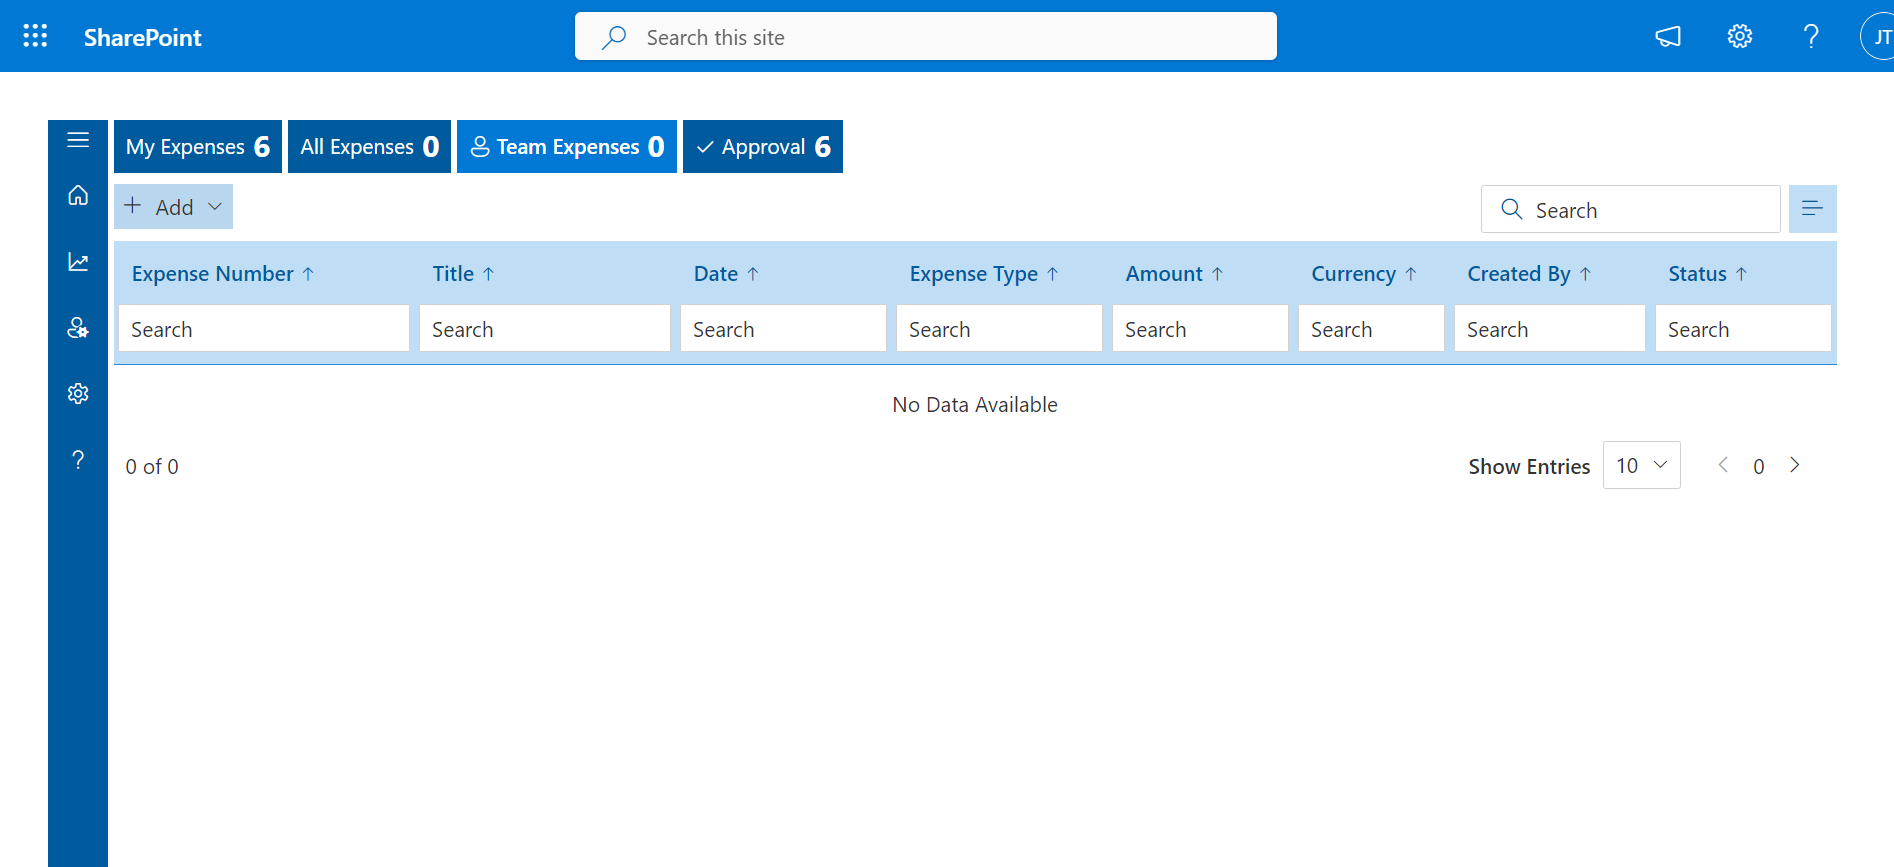 SharePoint
Search this site
JT
My Expenses 6 All Expenses 0 Team Expenses 0 Approval 6
Add
Search
Expense Number ↑ Title ↑ Date ↑ Expense Type ↑ Amount ↑ Currency ↑ Created By ↑ Status ↑
Search Search Search Search Search Search Search Search
No Data Available
0 of 0
Show Entries 10 0